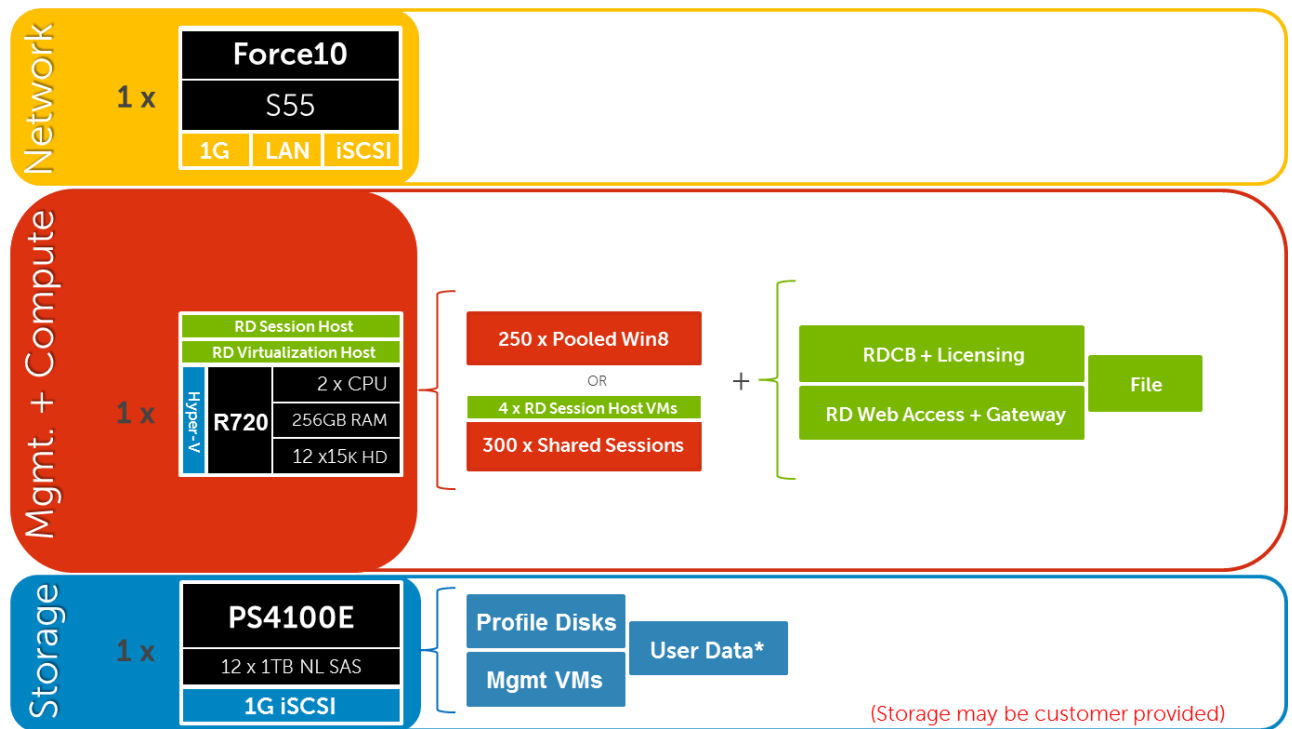 Network
1 x
Force10
S55
1G LAN iSCSI
Mgmt. + Compute
1 x
RD Session Host
RD Virtualization Host
Hyper-V
R720
2 x CPU
256GB RAM
12 x15K HD
250 x Pooled Win8
OR
4 x RD Session Host VMs
300 x Shared Sessions
+
RDCB + Licensing
RD Web Access + Gateway
File
Storage
1 x
PS4100E
12 x 1TB NL SAS
1G iSCSI
Profile Disks
Mgmt VMs
User Data*
(Storage may be customer provided)